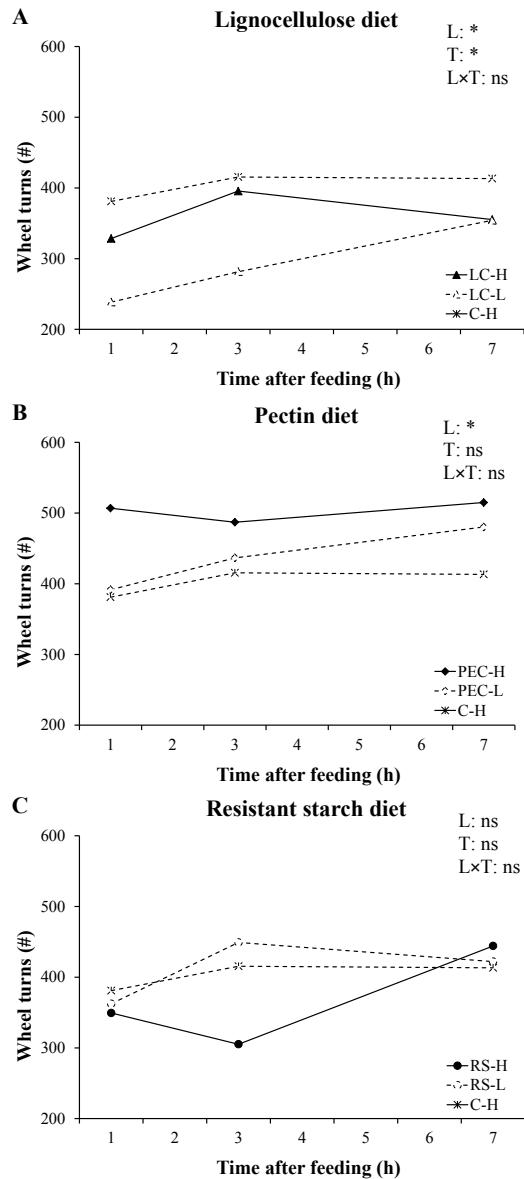 A
Lignocellulose diet
L: *
T: *
L×T: ns
Wheel turns (#)
600
500
400
300
200
1 2 3 4 5 6 7
Time after feeding (h)
LC-H
LC-L
C-H
B
Pectin diet
L: *
T: ns
L×T: ns
Wheel turns (#)
600
500
400
300
200
1 2 3 4 5 6 7
Time after feeding (h)
PEC-H
PEC-L
C-H
C
Resistant starch diet
L: ns
T: ns
L×T: ns
Wheel turns (#)
600
500
400
300
200
1 2 3 4 5 6 7
Time after feeding (h)
RS-H
RS-L
C-H